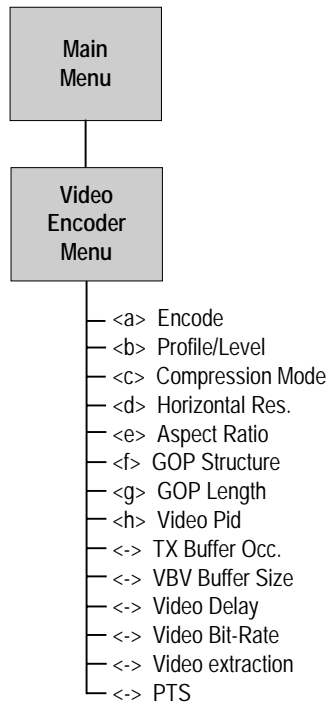 Main
Menu
Video
Encoder
Menu
<a> Encode
<b> Profile/Level
<c> Compression Mode
<d> Horizontal Res.
<e> Aspect Ratio
<f> GOP Structure
<g> GOP Length
<h> Video Pid
<-> TX Buffer Occ.
<-> VBV Buffer Size
<-> Video Delay
<-> Video Bit-Rate
<-> Video extraction
<-> PTS